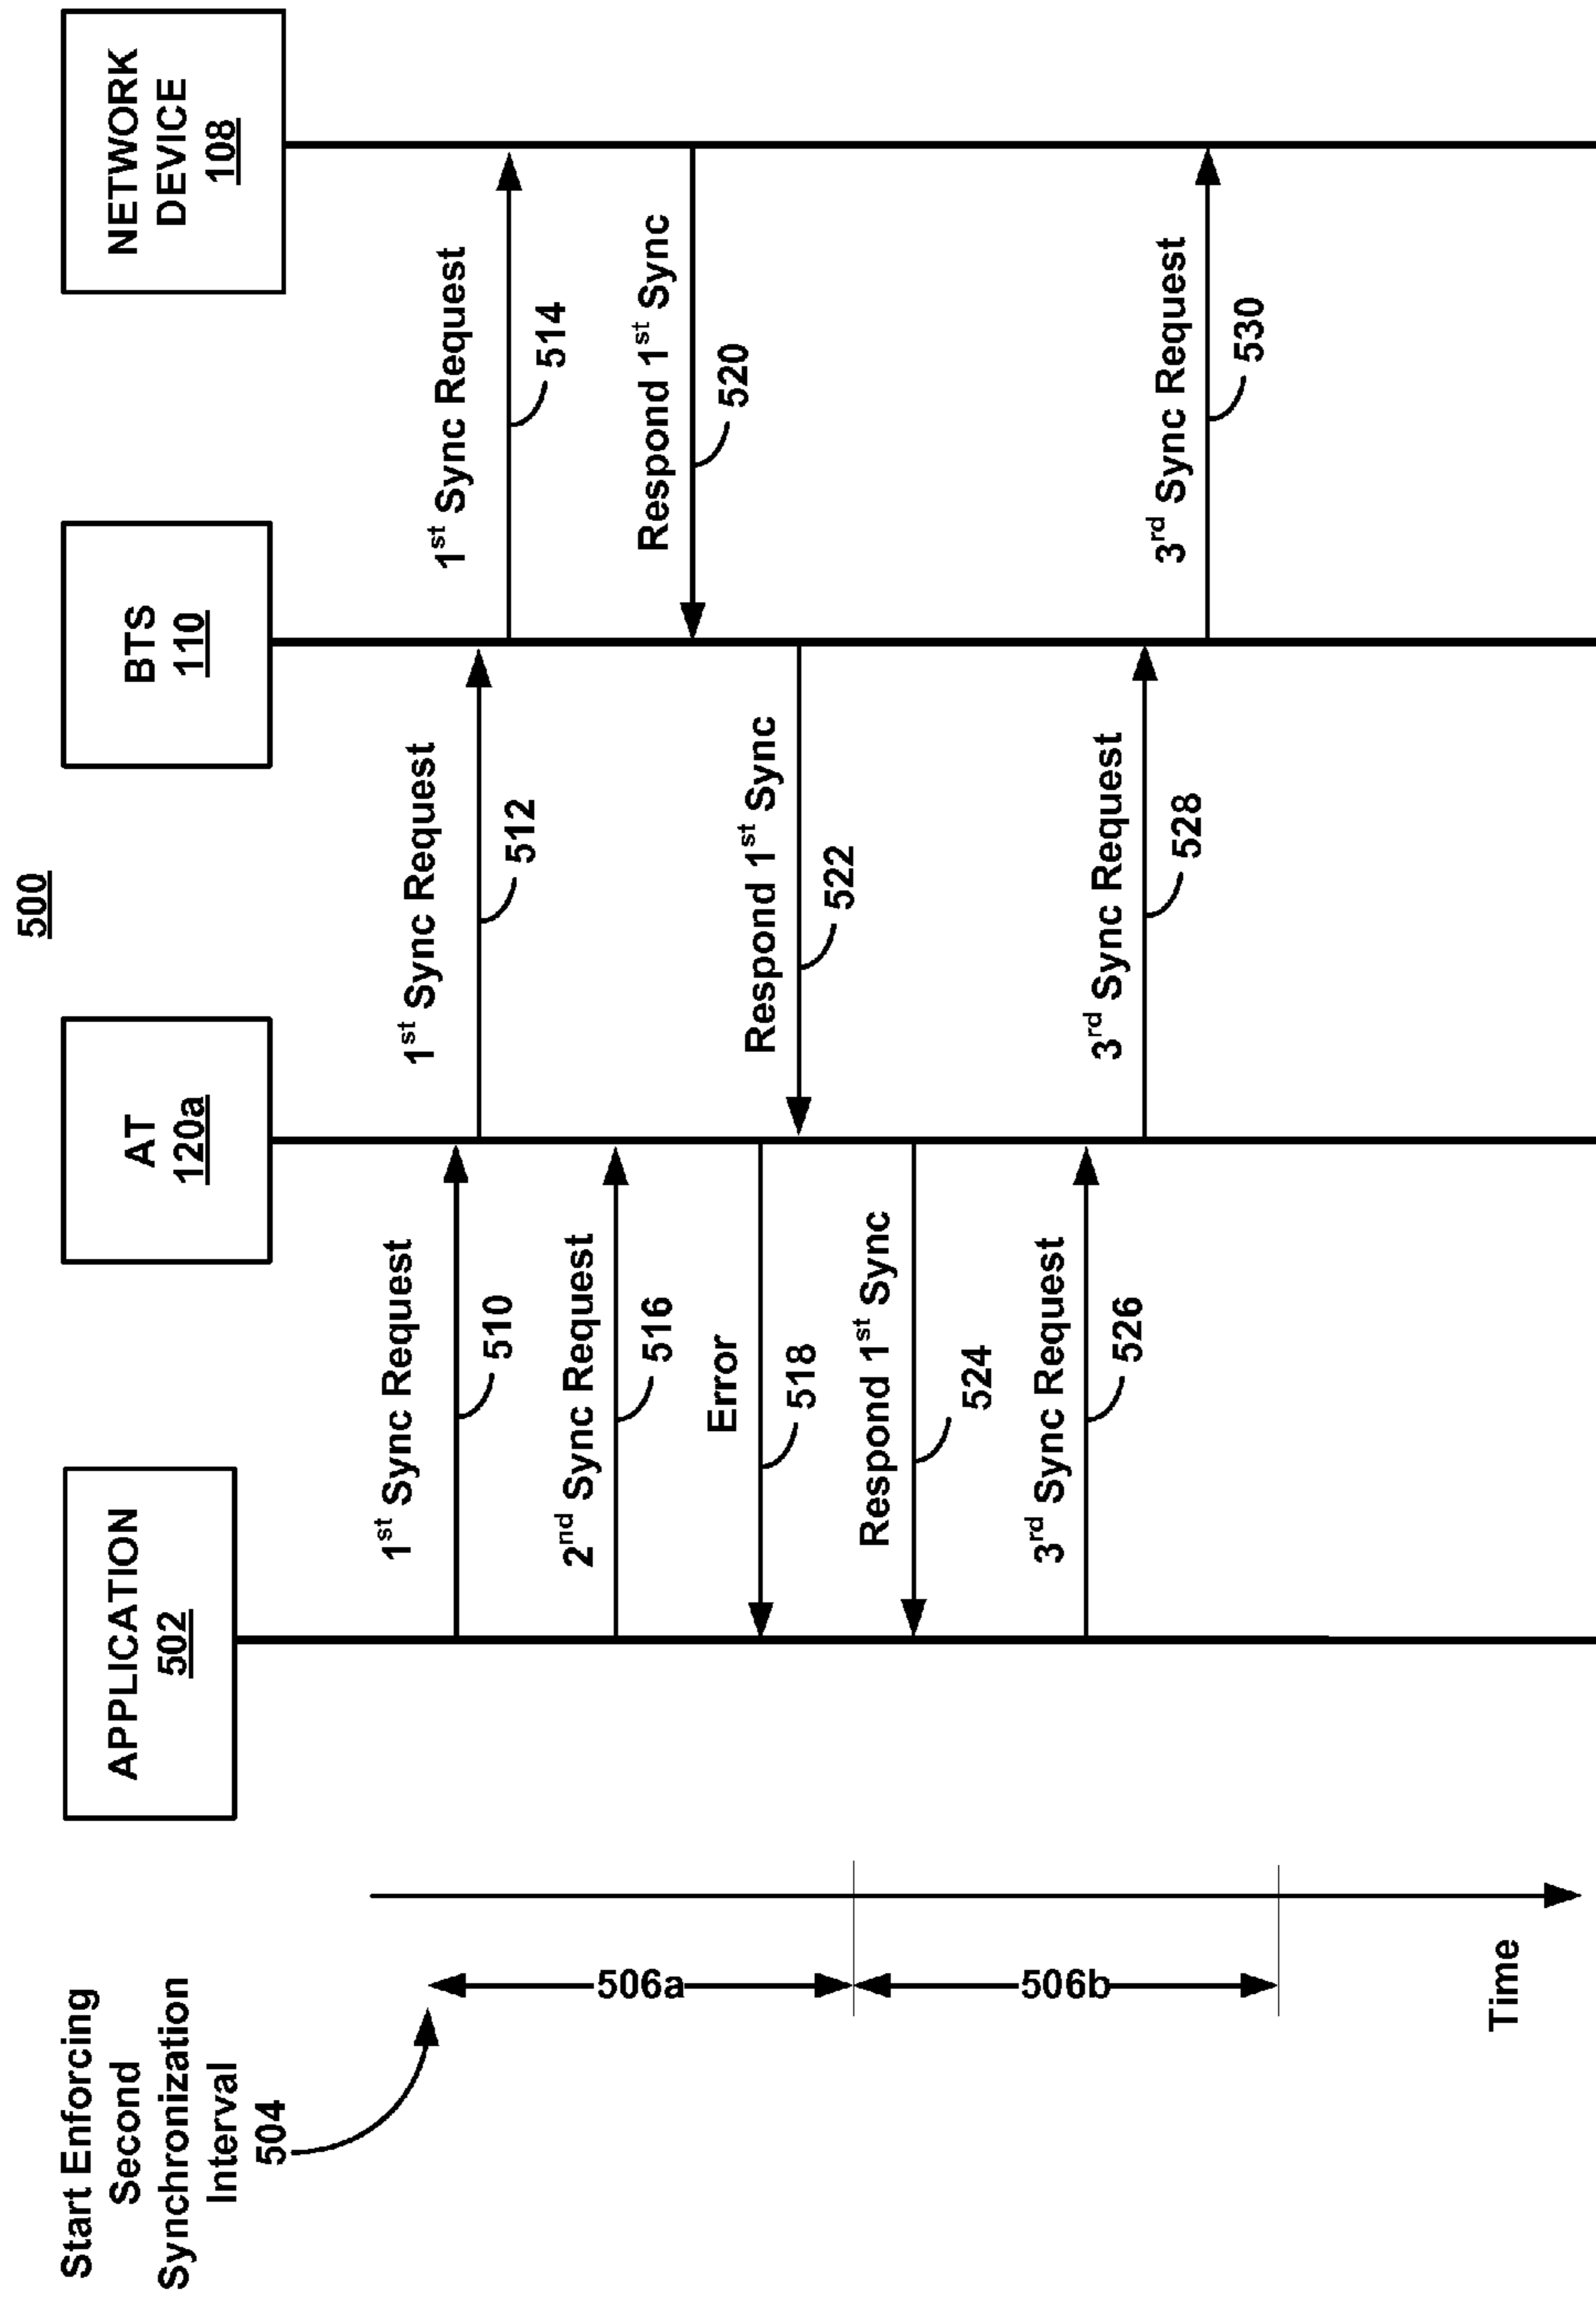 500
APPLICATION
502
AT
120a
BTS
110
NETWORK
DEVICE
108
Start Enforcing
Second
Synchronization
Interval
504
1st Sync Request
510
1st Sync Request
512
1st Sync Request
514
2nd Sync Request
516
506a
Respond 1st Sync
520
Error
518
Respond 1st Sync
522
Respond 1st Sync
524
3rd Sync Request
526
506b
3rd Sync Request
528
3rd Sync Request
530
Time